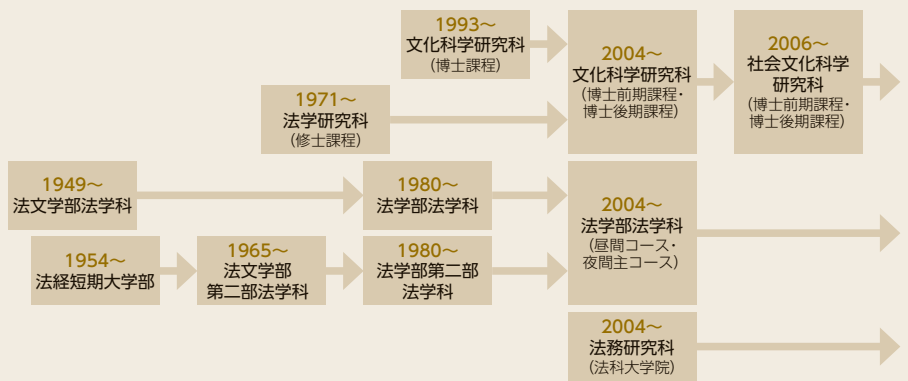 1993〜
文化科学研究科
(博士課程)
2004〜
文化科学研究科
(博士前期課程・
博士後期課程)
2006〜
社会文化科学
研究科
(博士前期課程・
博士後期課程)
1971〜
法学研究科
(修士課程)
1949〜
法文学部法学科
1980〜
法学部法学科
2004〜
法学部法学科
(昼間コース・
夜間主コース)
1954〜
法経短期大学部
1965〜
法文学部
第二部法学科
1980〜
法学部第二部
法学科
2004〜
法務研究科
(法科大学院)